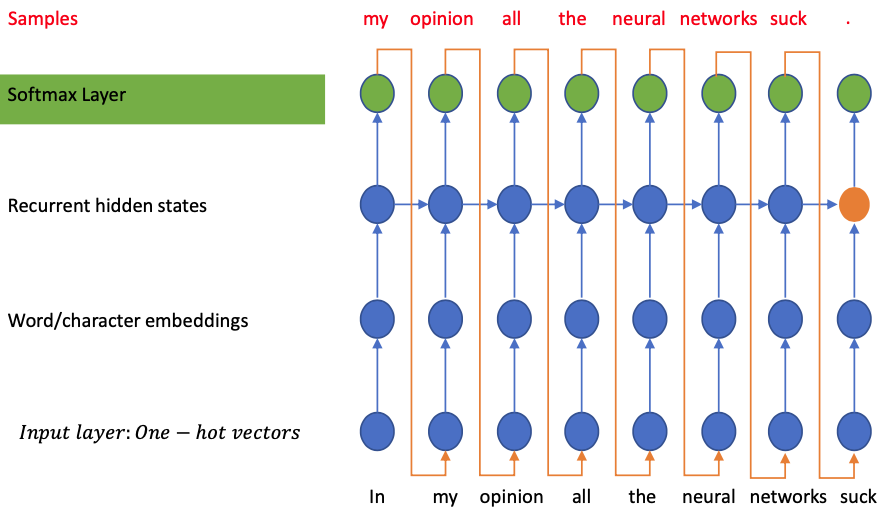 Samples my opinion all the neural networks suck .
Softmax Layer
Recurrent hidden states
Word/character embeddings
Input layer: One − hot vectors
In my opinion all the neural networks suck